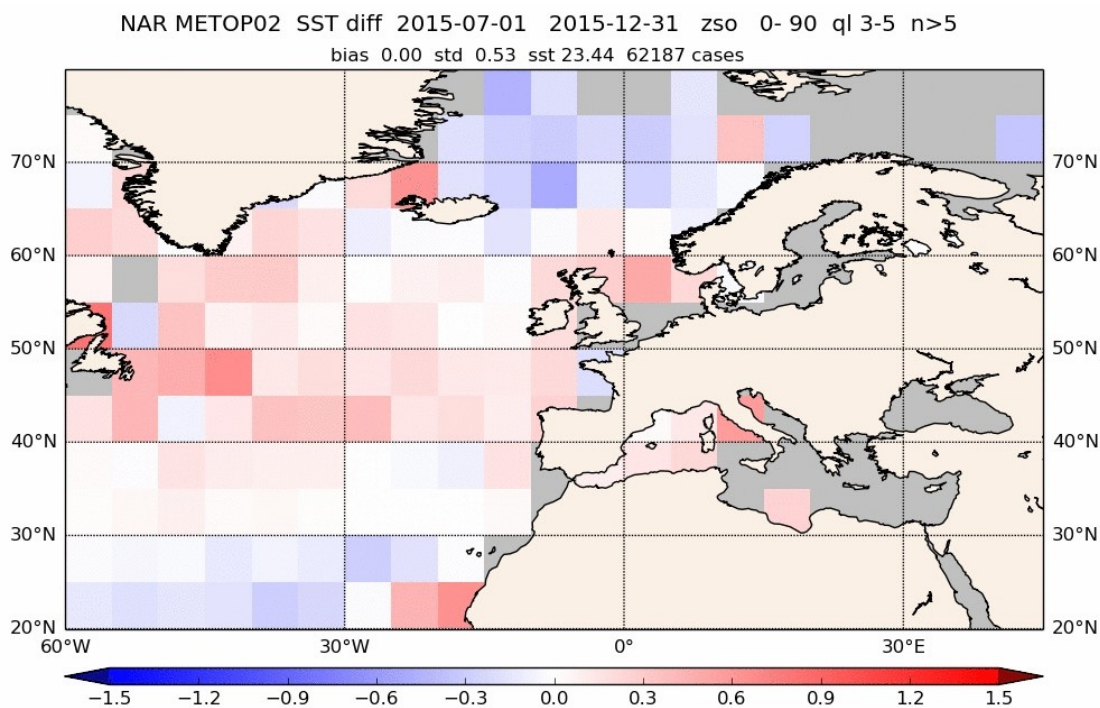 NAR METOP02 SST diff 2015-07-01 2015-12-31 zso 0- 90 ql 3-5 n>5
bias 0.00 std 0.53 sst 23.44 62187 cases
70°N 70°N
60°N 60°N
50°N 50°N
40°N 40°N
30°N 30°N
20°N 20°N
60°W 30°W 0° 30°E
−1.5 −1.2 −0.9 −0.6 −0.3 0.0 0.3 0.6 0.9 1.2 1.5